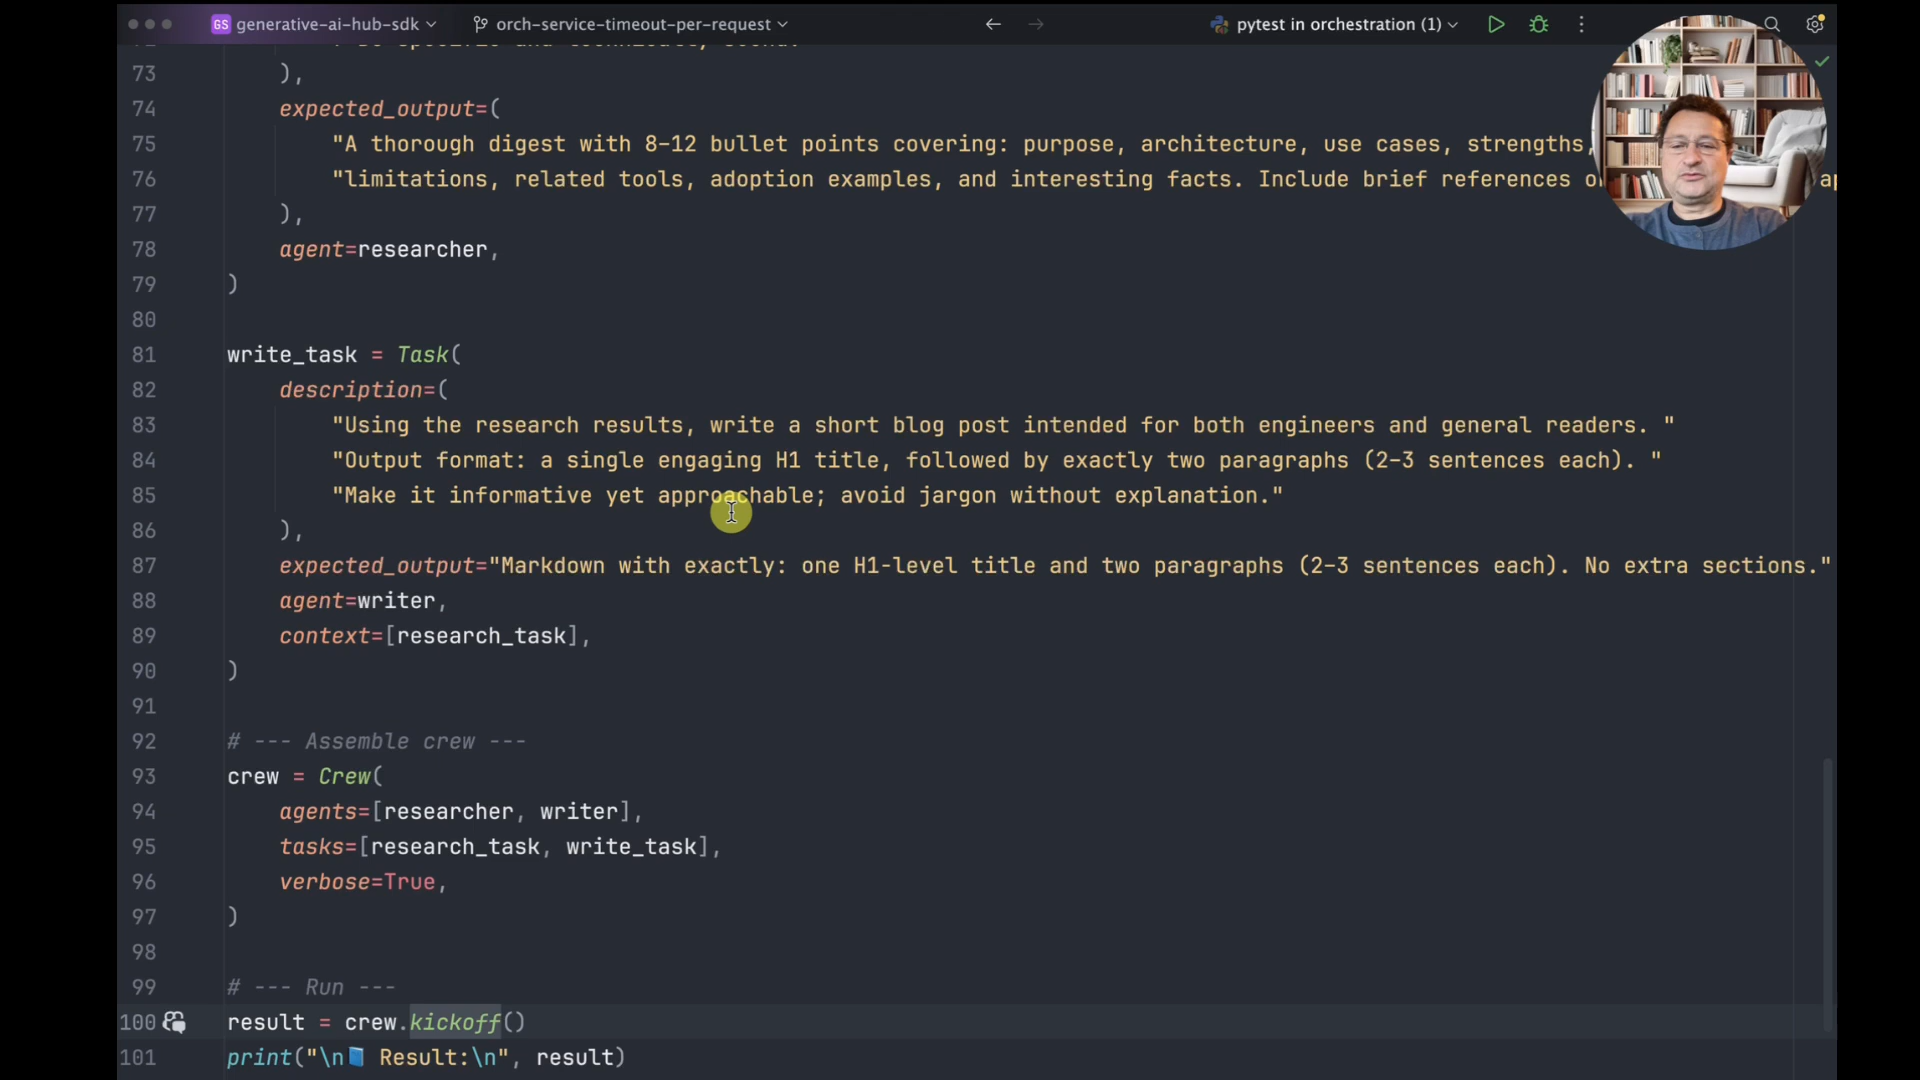 GS generative-ai-hub-sdk orch-service-timeout-per-request pytest in orchestration (1)
73 ),
74 expected_output=(
75 "A thorough digest with 8-12 bullet points covering: purpose, architecture, use cases, strengths,
76 "limitations, related tools, adoption examples, and interesting facts. Include brief references
77 ),
78 agent=researcher,
79 )
80
81 write_task = Task(
82 description=(
83 "Using the research results, write a short blog post intended for both engineers and general readers. "
84 "Output format: a single engaging H1 title, followed by exactly two paragraphs (2-3 sentences each). "
85 "Make it informative yet approachable; avoid jargon without explanation."
86 ),
87 expected_output="Markdown with exactly: one H1-level title and two paragraphs (2-3 sentences each). No extra sections."
88 agent=writer,
89 context=[research_task],
90 )
91
92 # --- Assemble crew ---
93 crew = Crew(
94 agents=[researcher, writer],
95 tasks=[research_task, write_task],
96 verbose=True,
97 )
98
99 # --- Run ---
100 result = crew.kickoff()
101 print("\n📘 Result:\n", result)